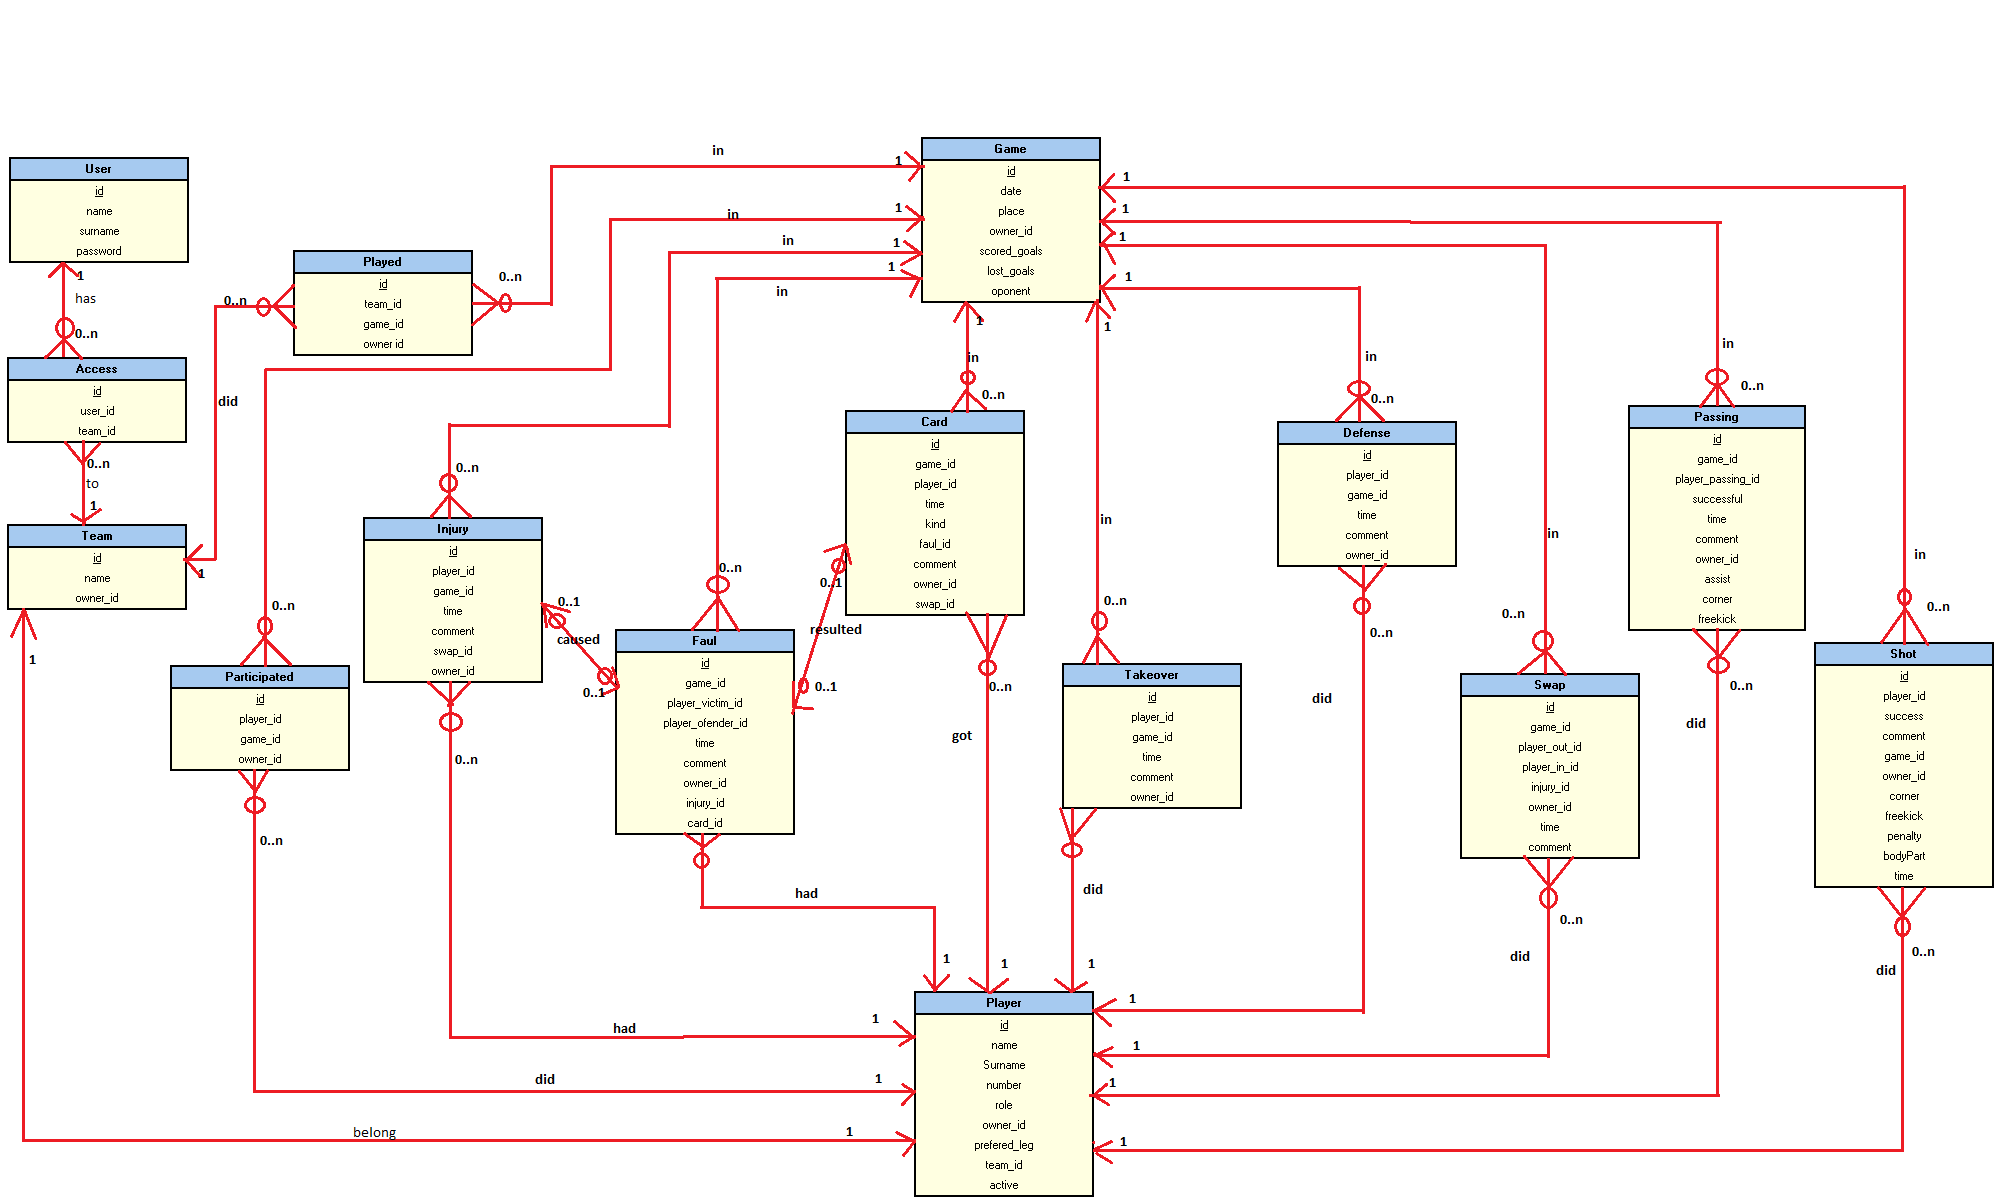 User
id
name
surname
password
1
has
0..n
Access
id
user_id
team_id
0..n
to
1
Team
id
name
owner_id
1
1
did
0..n
Played
id
team_id
game_id
owner id
0..n
in
1
in
1
in
1
in
1
Game
id
date
place
owner_id
scored_goals
lost_goals
oponent
1
1
1
1
1
in
0..n
1
in
0..n
in
0..n
in
0..n
in
0..n
in
0..n
Participated
id
player_id
game_id
owner_id
0..n
0..n
did
1
Injury
id
player_id
game_id
time
comment
swap_id
owner_id
0..n
0..n
had
1
0..1
caused
0..1
Faul
id
game_id
player_victim_id
player_ofender_id
time
comment
owner_id
injury_id
card_id
0..n
had
1
0..1
resulted
0..1
Card
id
game_id
player_id
time
kind
faul_id
comment
owner_id
swap_id
0..n
got
1
Takeover
id
player_id
game_id
time
comment
owner_id
did
1
Defense
id
player_id
game_id
time
comment
owner_id
0..n
did
1
Swap
id
game_id
player_out_id
player_in_id
injury_id
owner_id
time
comment
0..n
did
1
Passing
id
game_id
player_passing_id
successful
time
comment
owner_id
assist
corner
freekick
0..n
did
1
Shot
id
player_id
success
comment
game_id
owner_id
corner
freekick
penalty
bodyPart
time
0..n
did
1
Player
id
name
Surname
number
role
owner_id
prefered_leg
team_id
active
belong
1